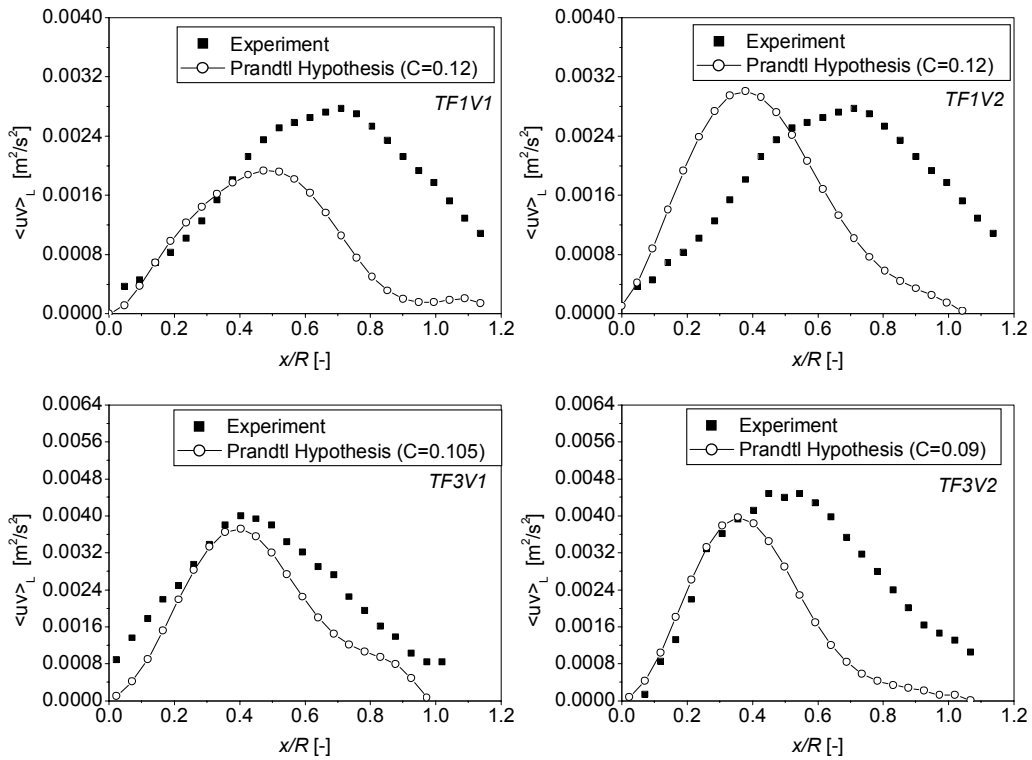 0.0040
0.0032
0.0024
0.0016
0.0008
0.0000
<uv>L [m²/s²]
Experiment
Prandtl Hypothesis (C=0.12)
TF1V1
0.0 0.2 0.4 0.6 0.8 1.0 1.2
x/R [-]
0.0040
0.0032
0.0024
0.0016
0.0008
0.0000
<uv>L [m²/s²]
Experiment
Prandtl Hypothesis (C=0.12)
TF1V2
0.0 0.2 0.4 0.6 0.8 1.0 1.2
x/R [-]
0.0064
0.0056
0.0048
0.0040
0.0032
0.0024
0.0016
0.0008
0.0000
<uv>L [m²/s²]
Experiment
Prandtl Hypothesis (C=0.105)
TF3V1
0.0 0.2 0.4 0.6 0.8 1.0 1.2
x/R [-]
0.0064
0.0056
0.0048
0.0040
0.0032
0.0024
0.0016
0.0008
0.0000
<uv>L [m²/s²]
Experiment
Prandtl Hypothesis (C=0.09)
TF3V2
0.0 0.2 0.4 0.6 0.8 1.0 1.2
x/R [-]